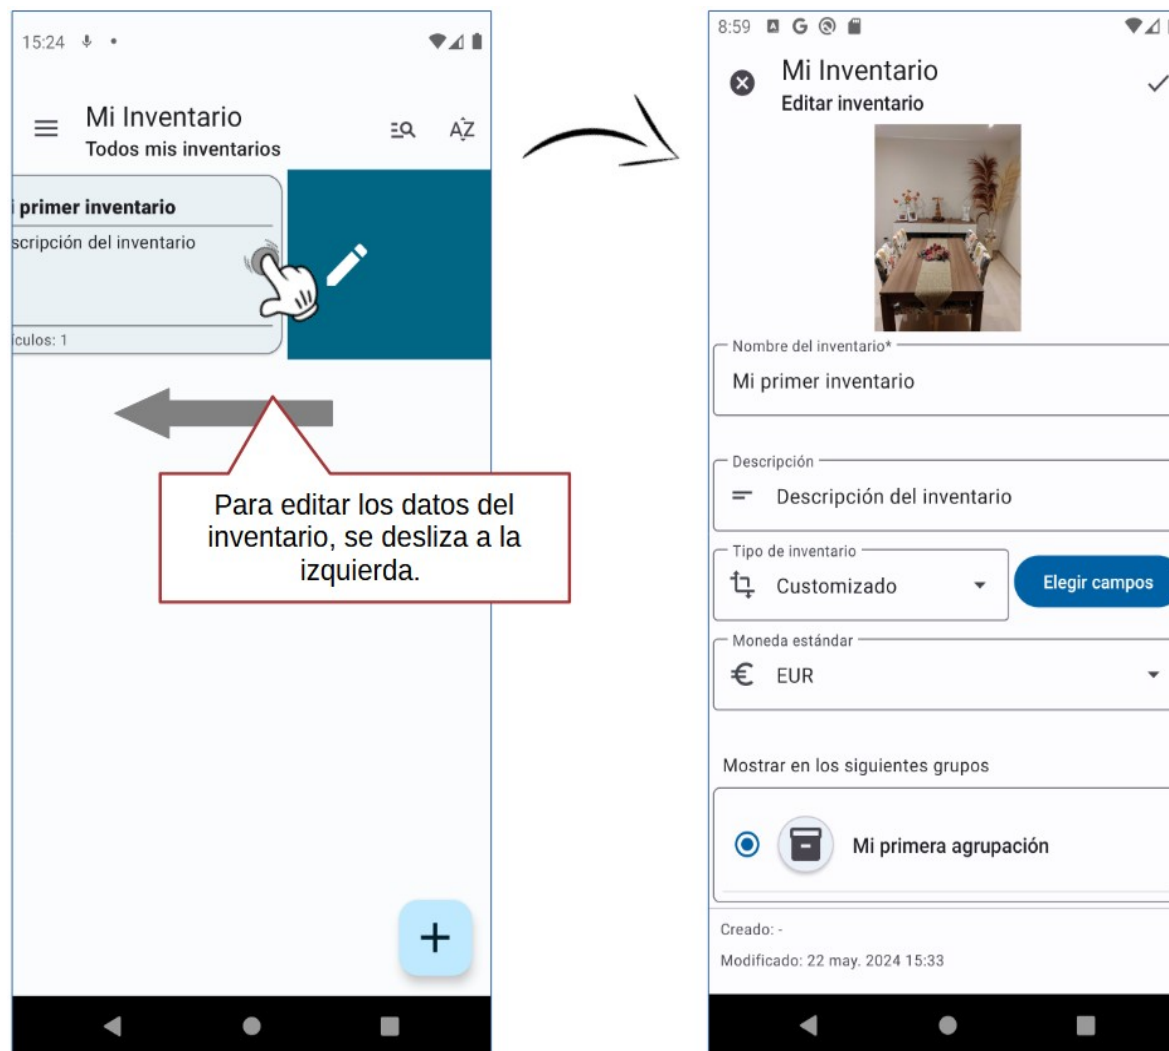 15:24
Mi Inventario
Todos mis inventarios
AZ
i primer inventario
scripción del inventario
ículos: 1
Para editar los datos del
inventario, se desliza a la
izquierda.
8:59 A G
Mi Inventario
Editar inventario
Nombre del inventario*
Mi primer inventario
Descripción
Descripción del inventario
Tipo de inventario
Customizado
Elegir campos
Moneda estándar
€ EUR
Mostrar en los siguientes grupos
Mi primera agrupación
Creado: -
Modificado: 22 may. 2024 15:33